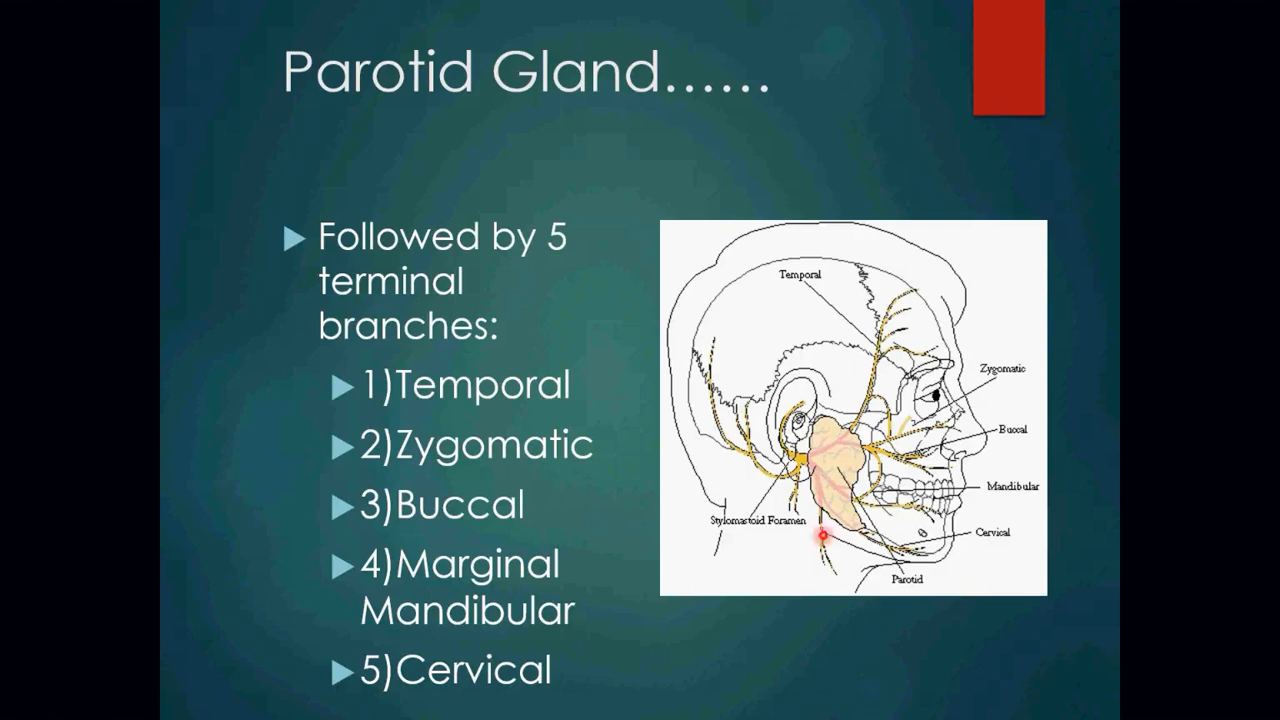 Parotid Gland......
Followed by 5
terminal
branches:
1)Temporal
2)Zygomatic
3)Buccal
4)Marginal
Mandibular
5)Cervical
Temporal
Zygomatic
Buccal
Mandibular
Stylomastoid Foramen
Cervical
Parotid